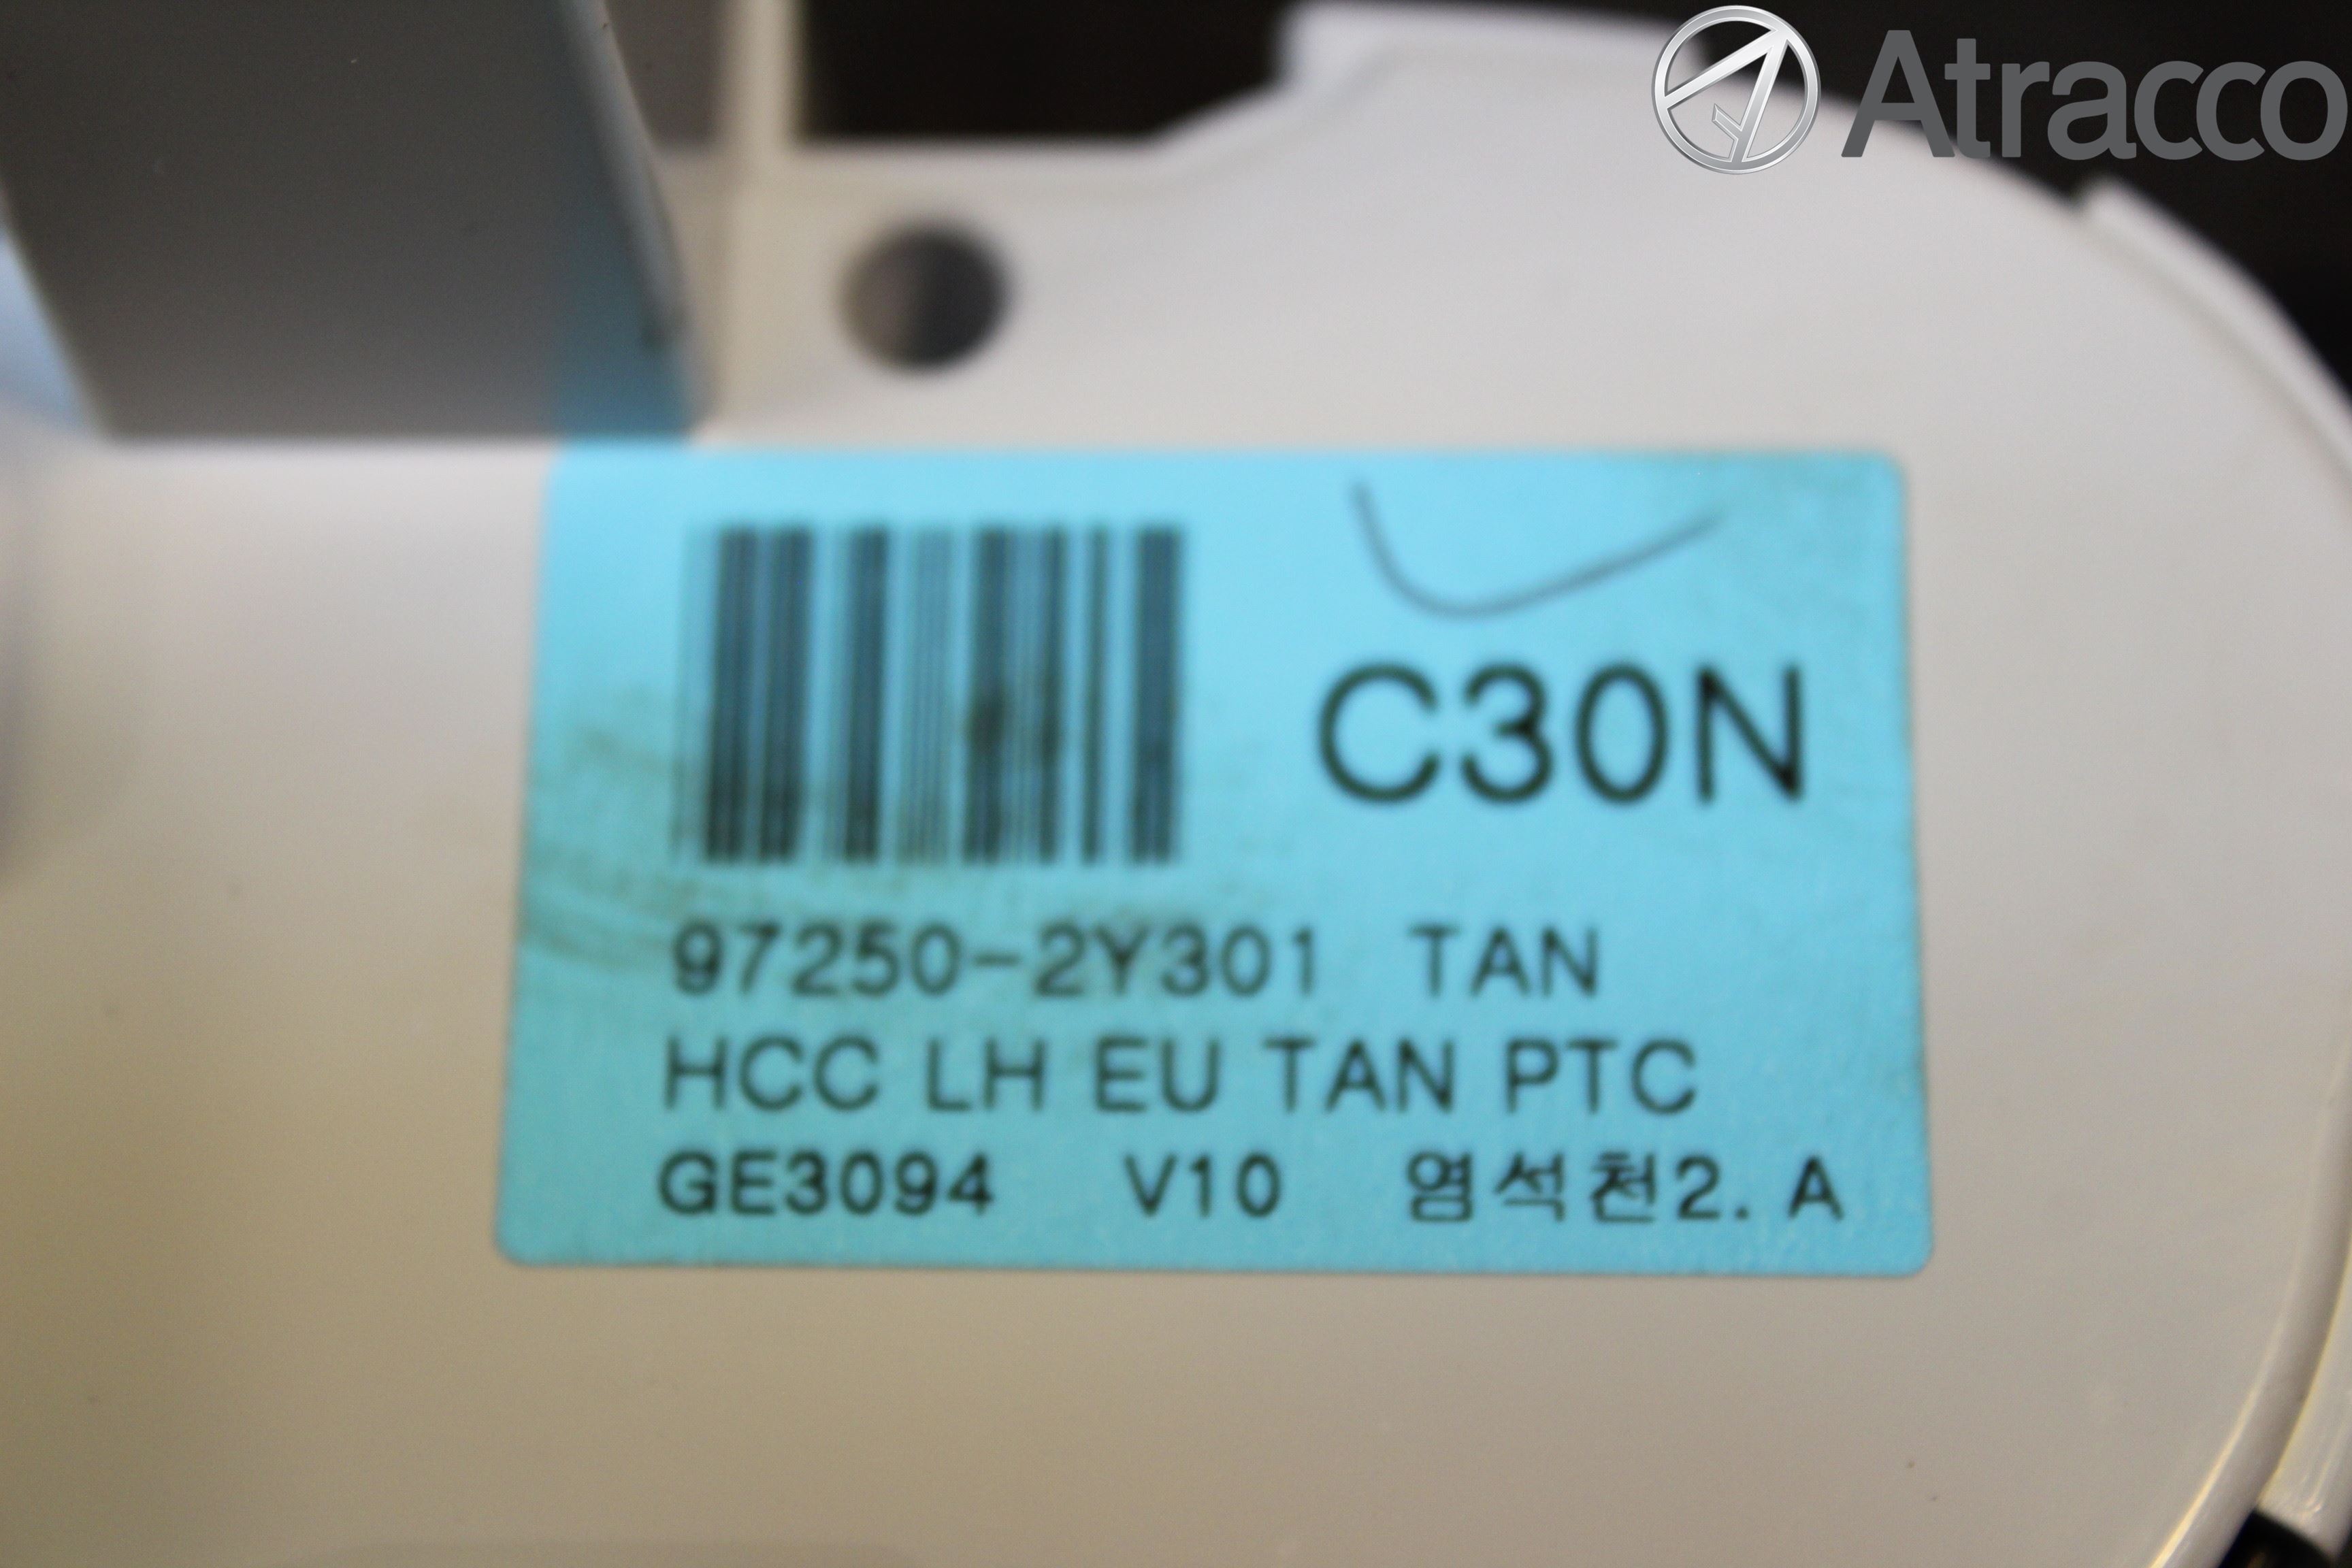 Atracco
C30N
97250-2Y301 TAN
HCC LH EU TAN PTC
GE3094 V10 염석천2. A